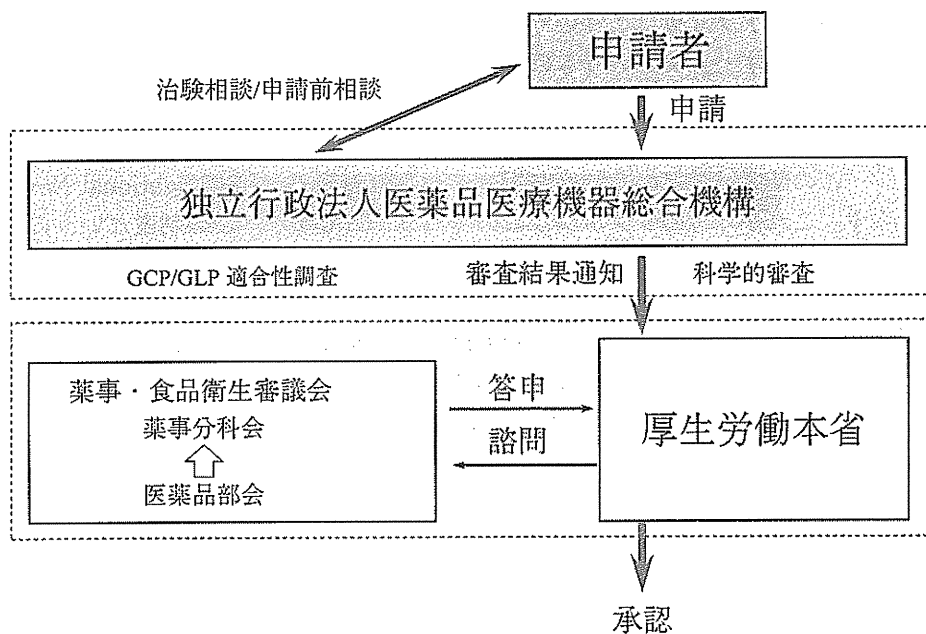 申請者
治験相談/申請前相談
申請
独立行政法人医薬品医療機器総合機構
GCP/GLP 適合性調査
審査結果通知
科学的審査
薬事・食品衛生審議会
薬事分科会
医薬品部会
答申
諮問
厚生労働本省
承認